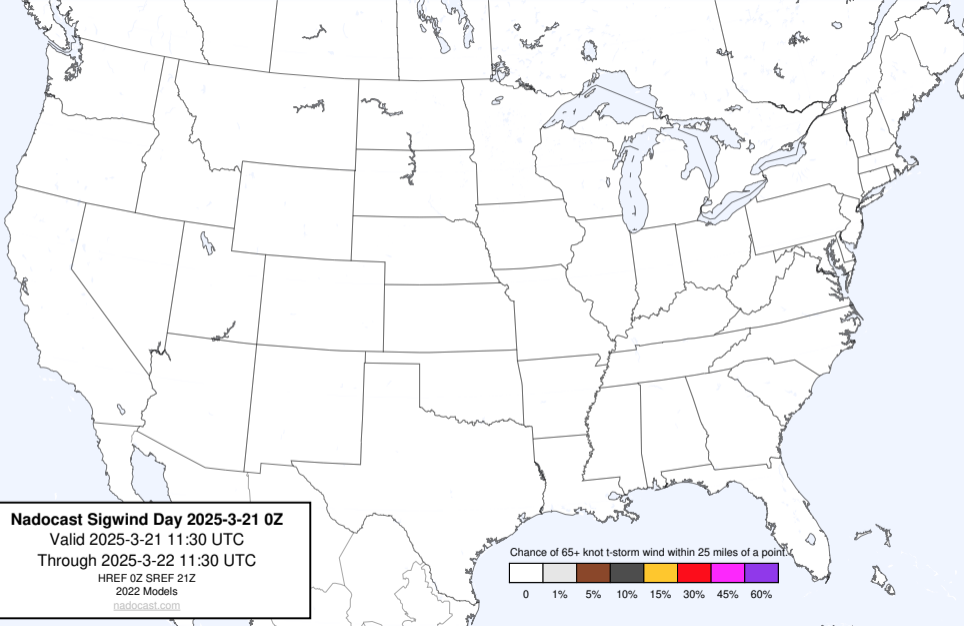 Nadocast Sigwind Day 2025-3-21 0Z
Valid 2025-3-21 11:30 UTC
Through 2025-3-22 11:30 UTC
HREF 0Z SREF 21Z
2022 Models
nadocast.com
Chance of 65+ knot t-storm wind within 25 miles of a point.
0 1% 5% 10% 15% 30% 45% 60%